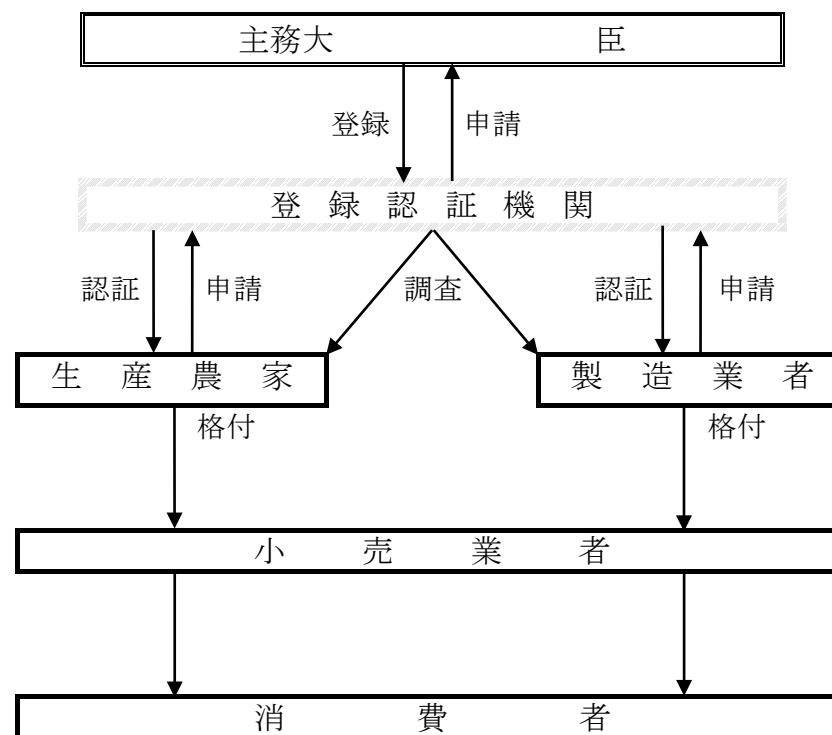 主務大臣
登録 申請
登録認証機関
認証 申請 調査 認証 申請
生産農家 製造業者
格付 格付
小売業者
消費者